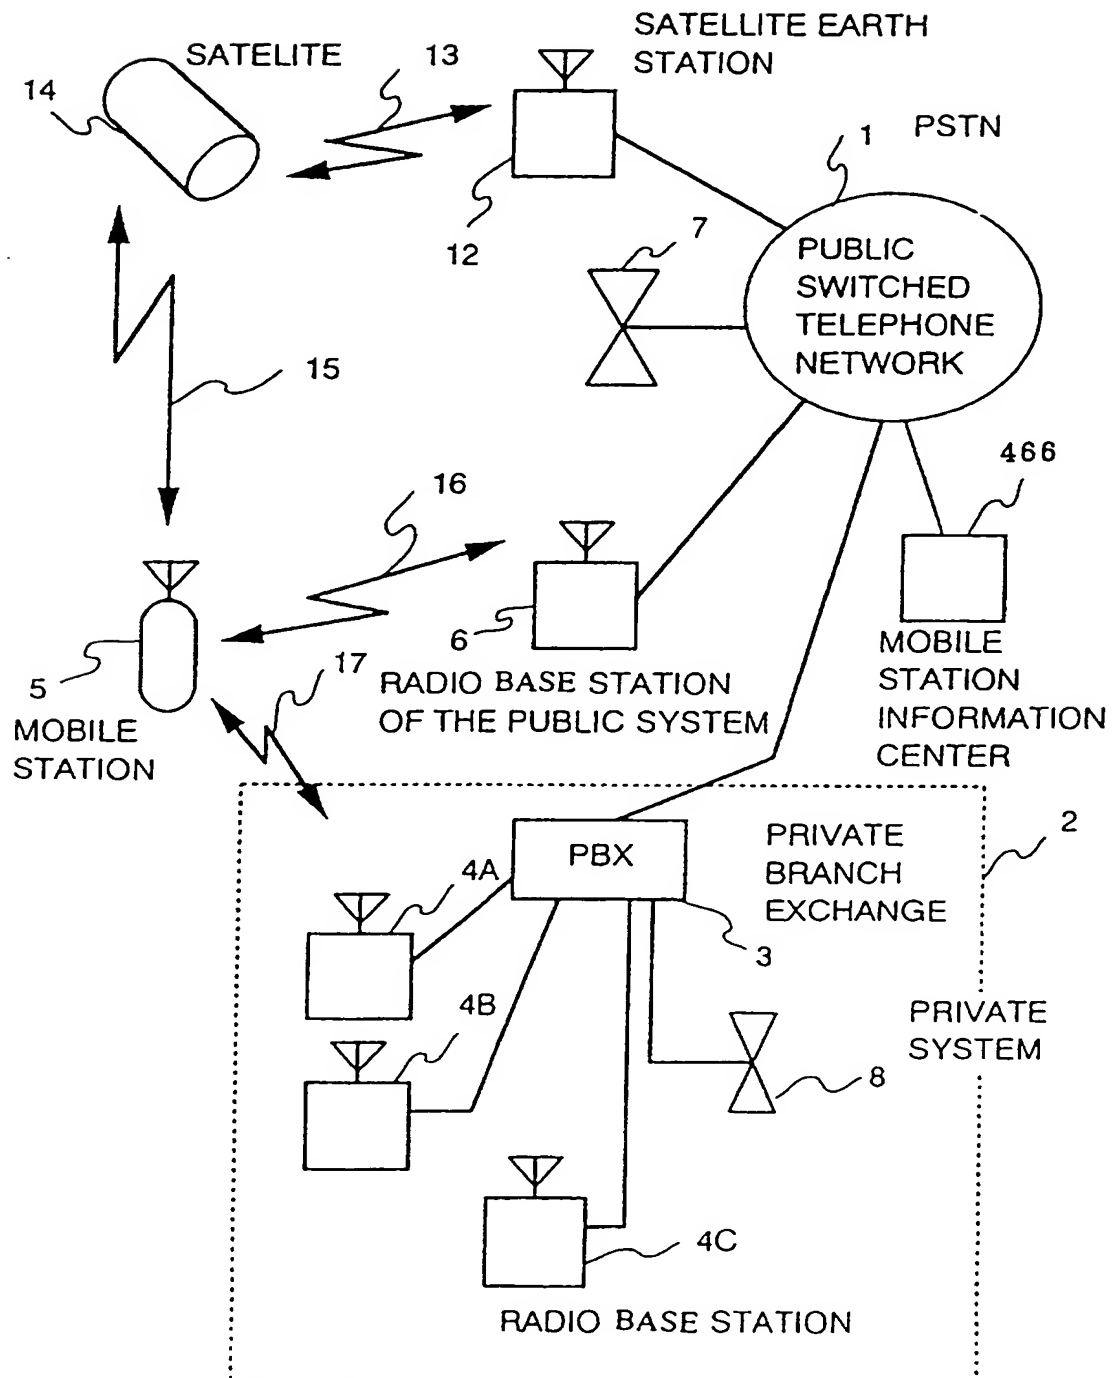 SATELITE
14
13
SATELLITE EARTH
STATION
12
1
PSTN
PUBLIC
SWITCHED
TELEPHONE
NETWORK
7
15
16
466
MOBILE
STATION
INFORMATION
CENTER
6
RADIO BASE STATION
OF THE PUBLIC SYSTEM
5
MOBILE
STATION
17
2
PBX
PRIVATE
BRANCH
EXCHANGE
3
4A
4B
PRIVATE
SYSTEM
8
4C
RADIO BASE STATION